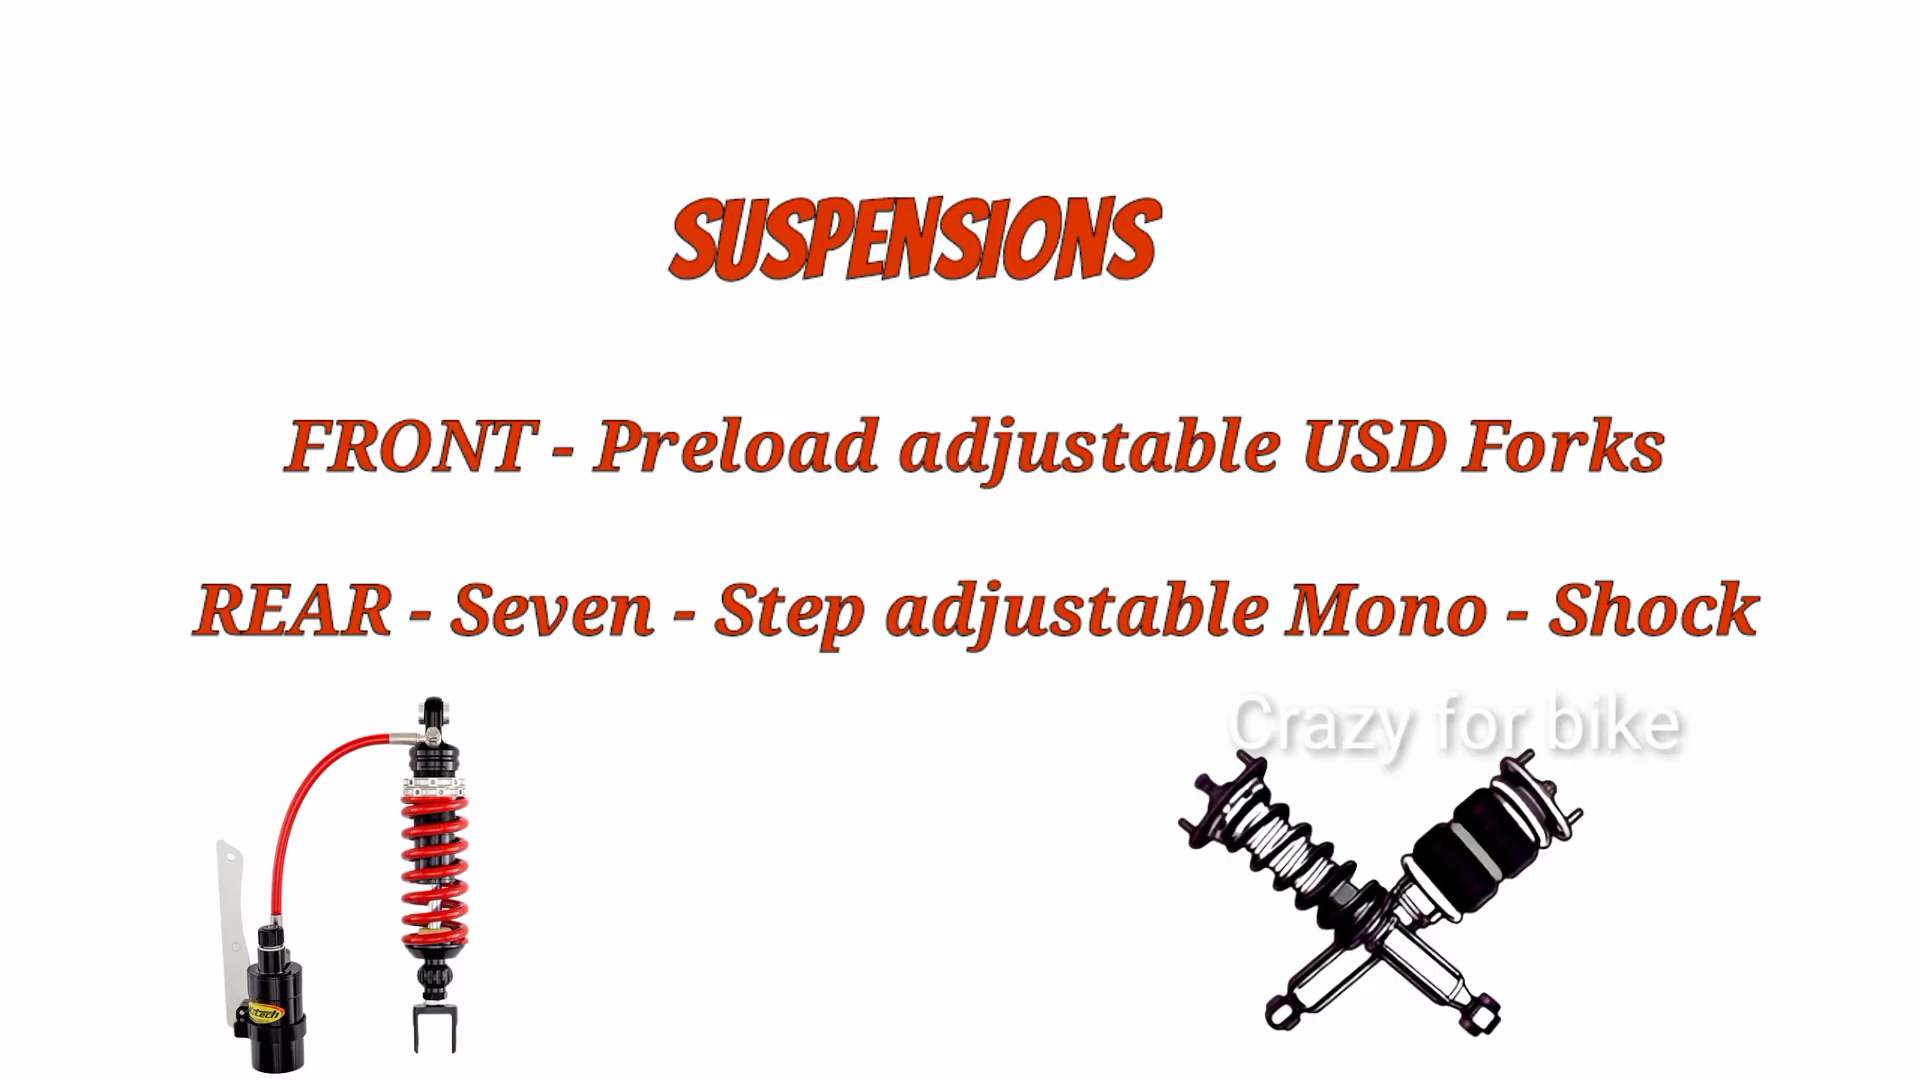 SUSPENSIONS
FRONT - Preload adjustable USD Forks
REAR - Seven - Step adjustable Mono - Shock
Crazy for bike